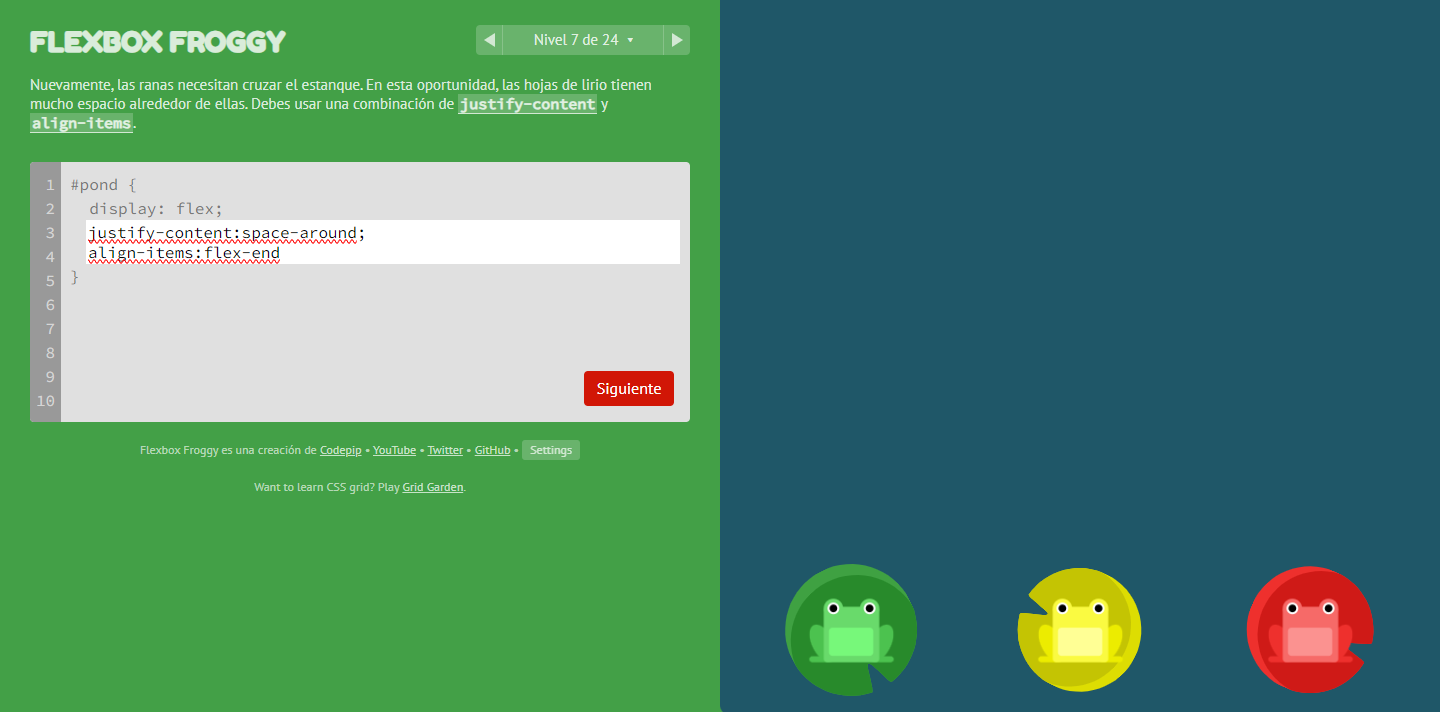 FLEXBOX FROGGY
Nivel 7 de 24
Nuevamente, las ranas necesitan cruzar el estanque. En esta oportunidad, las hojas de lirio tienen
mucho espacio alrededor de ellas. Debes usar una combinación de justify-content y
align-items.
1 #pond {
2 display: flex;
3 justify-content:space-around;
4 align-items:flex-end
5 }
6
7
8
9
10
Siguiente
Flexbox Froggy es una creación de Codepip • YouTube • Twitter • GitHub • Settings
Want to learn CSS grid? Play Grid Garden.